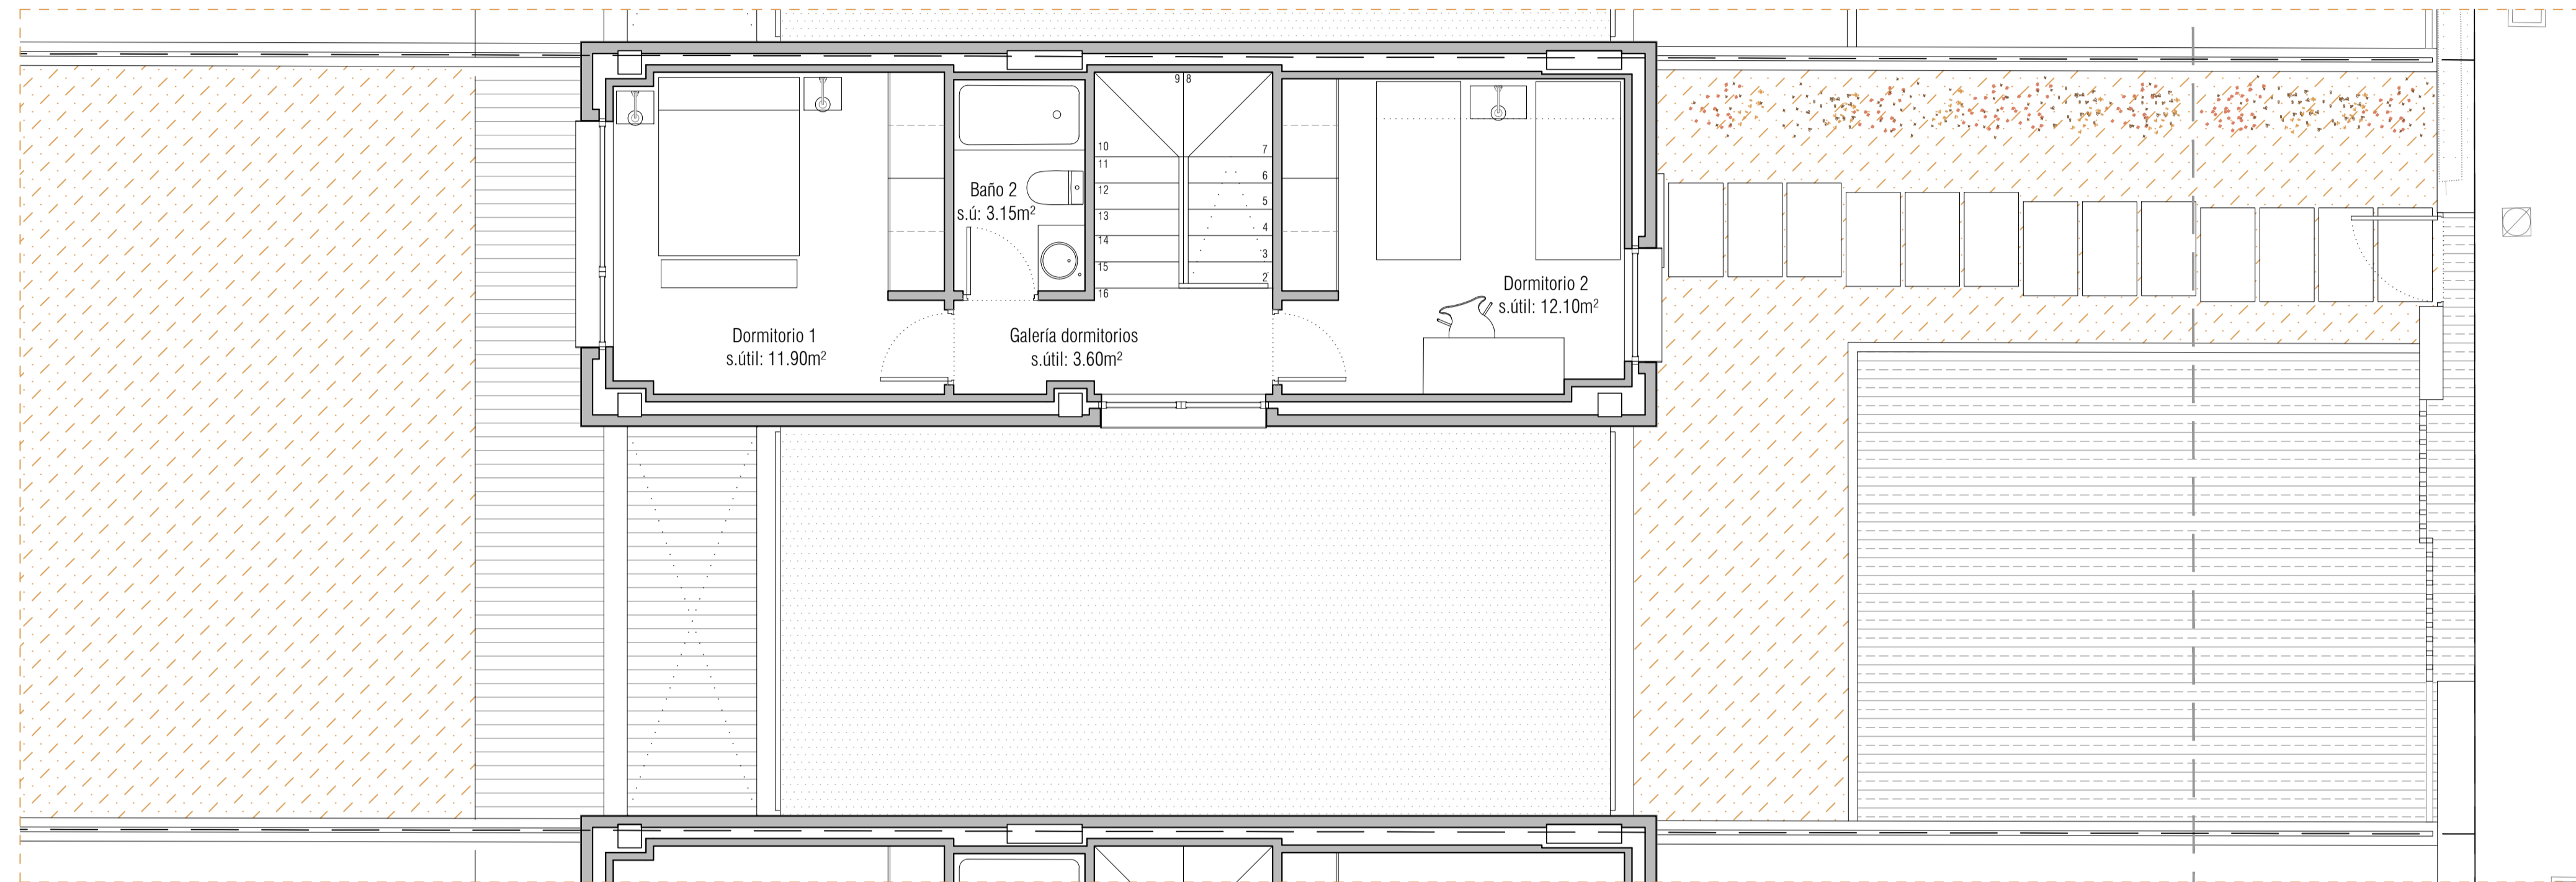 9 8
10
11
12
13
14
15
16
7
6
5
4
3
2
Baño 2
s.ú: 3.15m²
Dormitorio 1
s.útil: 11.90m²
Galería dormitorios
s.útil: 3.60m²
Dormitorio 2
s.útil: 12.10m²